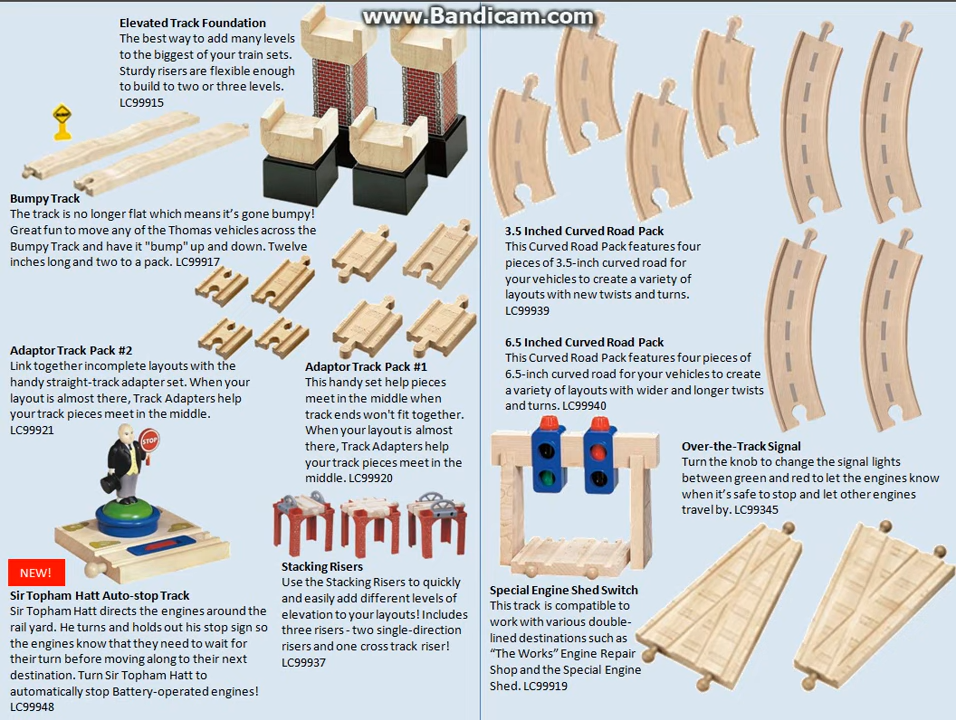 www.Bandicam.com
Elevated Track Foundation
The best way to add many levels
to the biggest of your train sets.
Sturdy risers are flexible enough
to build to two or three levels.
LC99915
Bumpy Track
The track is no longer flat which means it's gone bumpy!
Great fun to move any of the Thomas vehicles across the
Bumpy Track and have it "bump" up and down. Twelve
inches long and two to a pack. LC99917
Adaptor Track Pack #2
Link together incomplete layouts with the
handy straight-track adapter set. When your
layout is almost there, Track Adapters help
your track pieces meet in the middle.
LC99921
Adaptor Track Pack #1
This handy set help pieces
meet in the middle when
track ends won't fit together.
When your layout is almost
there, Track Adapters help
your track pieces meet in the
middle. LC99920
STOP
NEW!
Sir Topham Hatt Auto-stop Track
Sir Topham Hatt directs the engines around the
rail yard. He turns and holds out his stop sign so
the engines know that they need to wait for
their turn before moving along to their next
destination. Turn Sir Topham Hatt to
automatically stop Battery-operated engines!
LC99948
Stacking Risers
Use the Stacking Risers to quickly
and easily add different levels of
elevation to your layouts! Includes
three risers - two single-direction
risers and one cross track riser!
LC99937
3.5 Inched Curved Road Pack
This Curved Road Pack features four
pieces of 3.5-inch curved road for
your vehicles to create a variety of
layouts with new twists and turns.
LC99939
6.5 Inched Curved Road Pack
This Curved Road Pack features four pieces of
6.5-inch curved road for your vehicles to create
a variety of layouts with wider and longer twists
and turns. LC99940
Over-the-Track Signal
Turn the knob to change the signal lights
between green and red to let the engines know
when it's safe to stop and let other engines
travel by. LC99345
Special Engine Shed Switch
This track is compatible to
work with various double-
lined destinations such as
"The Works" Engine Repair
Shop and the Special Engine
Shed. LC99919